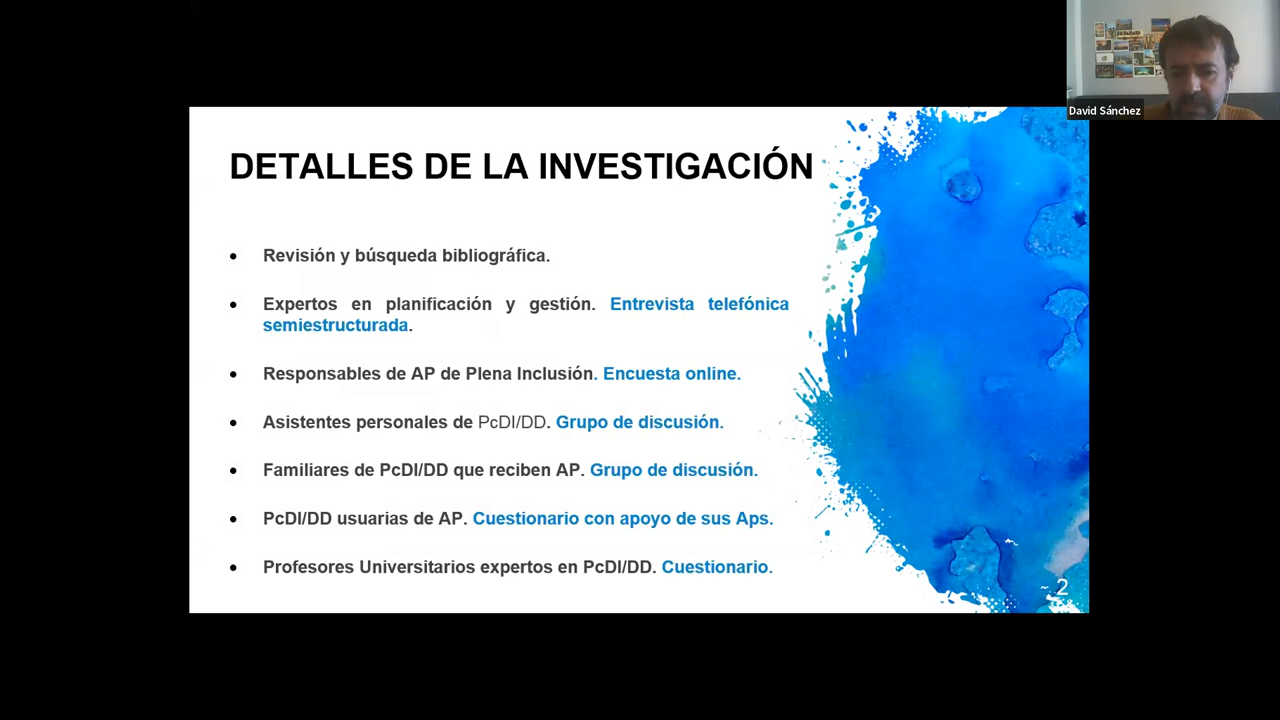 David Sánchez
DETALLES DE LA INVESTIGACIÓN
• Revisión y búsqueda bibliográfica.
• Expertos en planificación y gestión. Entrevista telefónica
semiestructurada.
• Responsables de AP de Plena Inclusión. Encuesta online.
• Asistentes personales de PcDI/DD. Grupo de discusión.
• Familiares de PcDI/DD que reciben AP. Grupo de discusión.
• PcDI/DD usuarias de AP. Cuestionario con apoyo de sus Aps.
• Profesores Universitarios expertos en PcDI/DD. Cuestionario.
~ 2